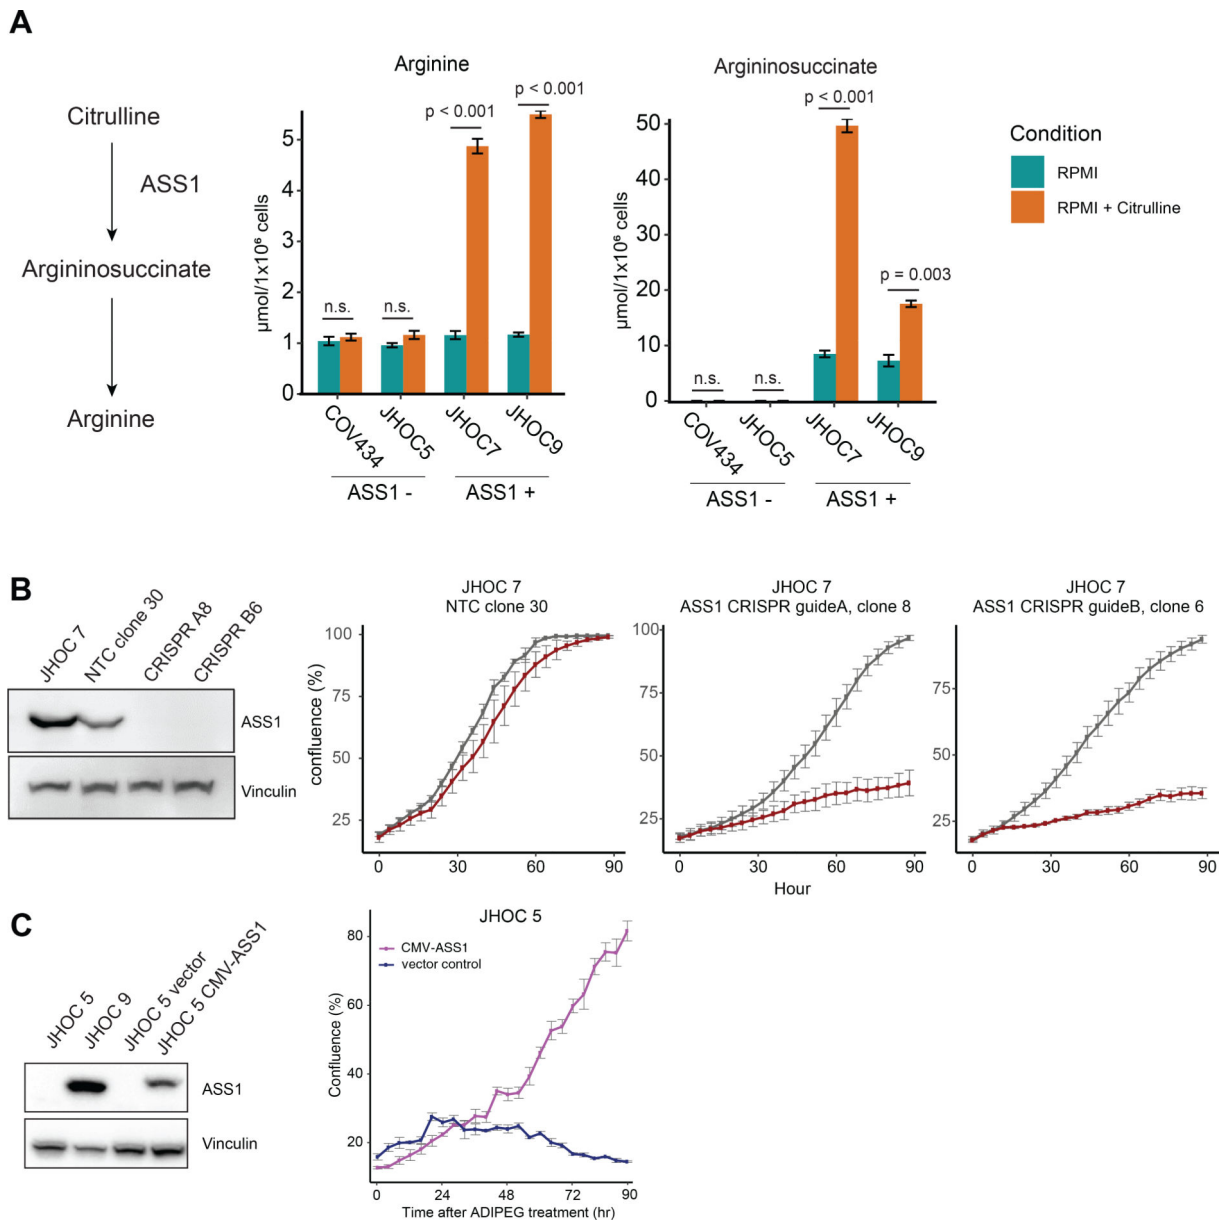 A
Citrulline
ASS1
Argininosuccinate
Arginine
Arginine
µmol/1x10⁶ cells
5
4
3
2
1
0
n.s.
n.s.
p < 0.001
p < 0.001
COV434
JHOC5
JHOC7
JHOC9
ASS1 -
ASS1 +
Argininosuccinate
µmol/1x10⁶ cells
50
40
30
20
10
0
n.s.
n.s.
p < 0.001
p = 0.003
COV434
JHOC5
JHOC7
JHOC9
ASS1 -
ASS1 +
Condition
RPMI
RPMI + Citrulline
B
JHOC 7
NTC clone 30
CRISPR A8
CRISPR B6
ASS1
Vinculin
JHOC 7
NTC clone 30
confluence (%)
100
75
50
25
0
30
60
90
JHOC 7
ASS1 CRISPR guideA, clone 8
100
75
50
25
0
30
60
90
Hour
JHOC 7
ASS1 CRISPR guideB, clone 6
75
50
25
0
30
60
90
C
JHOC 5
JHOC 9
JHOC 5 vector
JHOC 5 CMV-ASS1
ASS1
Vinculin
JHOC 5
CMV-ASS1
vector control
Confluence (%)
80
60
40
20
0
24
48
72
90
Time after ADIPEG treatment (hr)